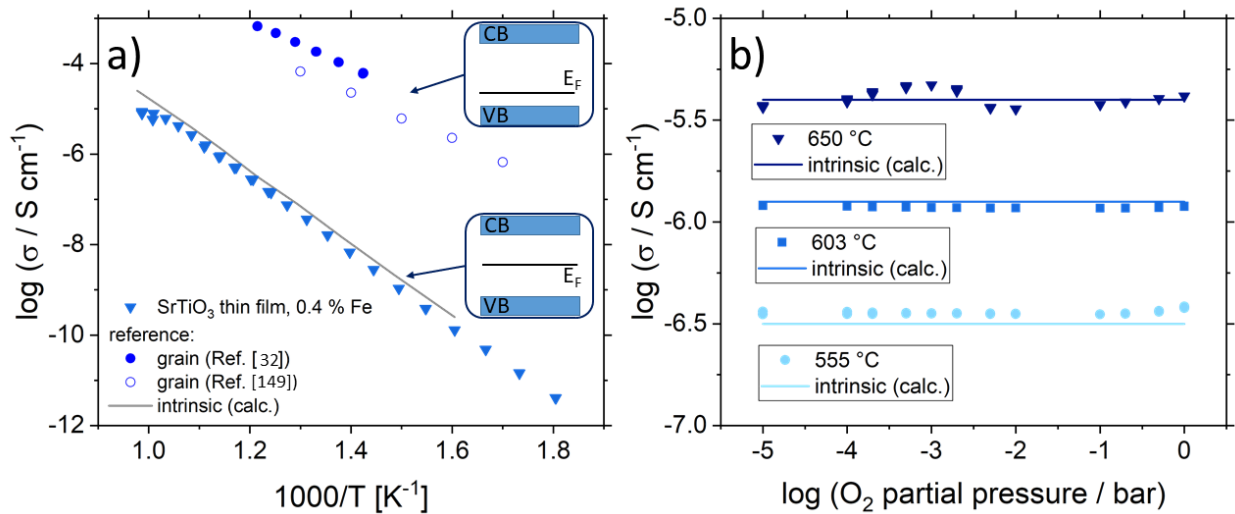 a)
log (σ / S cm⁻¹)
-4
-6
-8
-10
-12
1.0
1.2
1.4
1.6
1.8
1000/T [K⁻¹]
CB
E_F
VB
CB
E_F
VB
SrTiO₃ thin film, 0.4 % Fe
reference:
grain (Ref. [32])
grain (Ref. [149])
intrinsic (calc.)
b)
log (σ / S cm⁻¹)
-5.0
-5.5
-6.0
-6.5
-7.0
650 °C
intrinsic (calc.)
603 °C
intrinsic (calc.)
555 °C
intrinsic (calc.)
-5
-4
-3
-2
-1
0
log (O₂ partial pressure / bar)